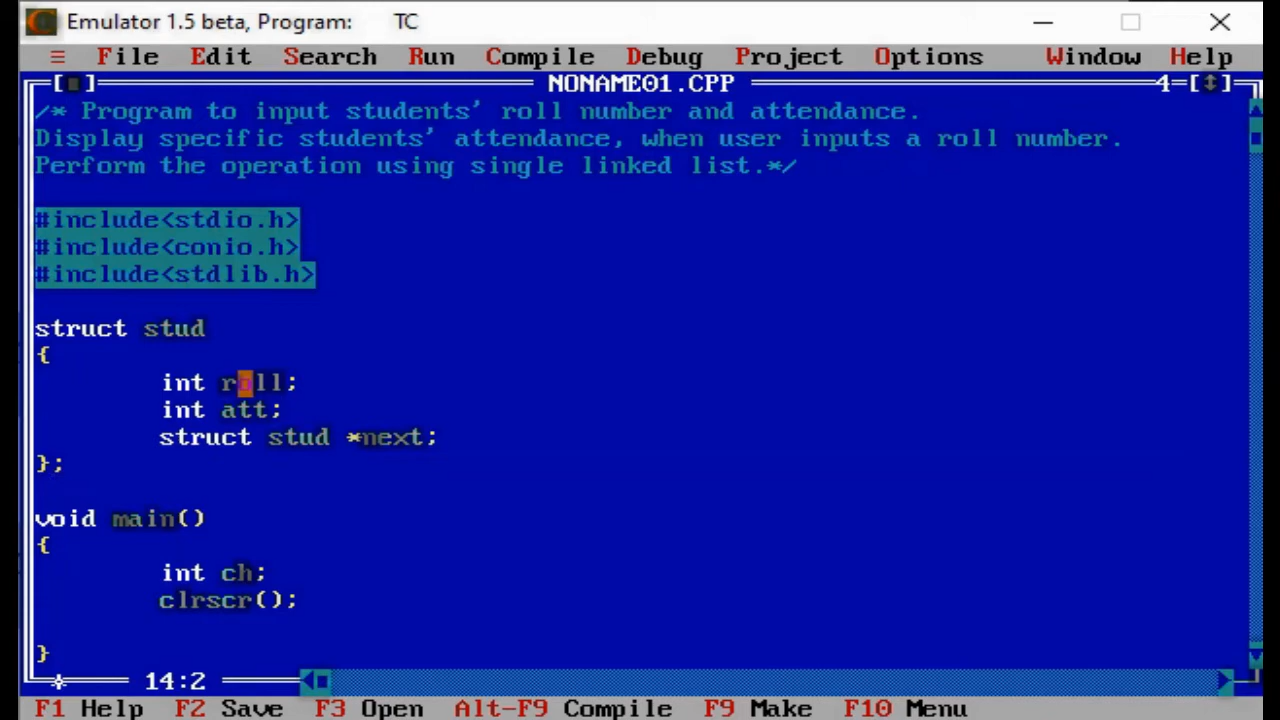 Emulator 1.5 beta, Program: TC
≡ File Edit Search Run Compile Debug Project Options Window Help
[■] NONAME01.CPP 4=[↕]
/* Program to input students' roll number and attendance.
Display specific students' attendance, when user inputs a roll number.
Perform the operation using single linked list.*/
#include<stdio.h>
#include<conio.h>
#include<stdlib.h>
struct stud
{
int roll;
int att;
struct stud *next;
};
void main()
{
int ch;
clrscr();
}
14:2
F1 Help F2 Save F3 Open Alt-F9 Compile F9 Make F10 Menu